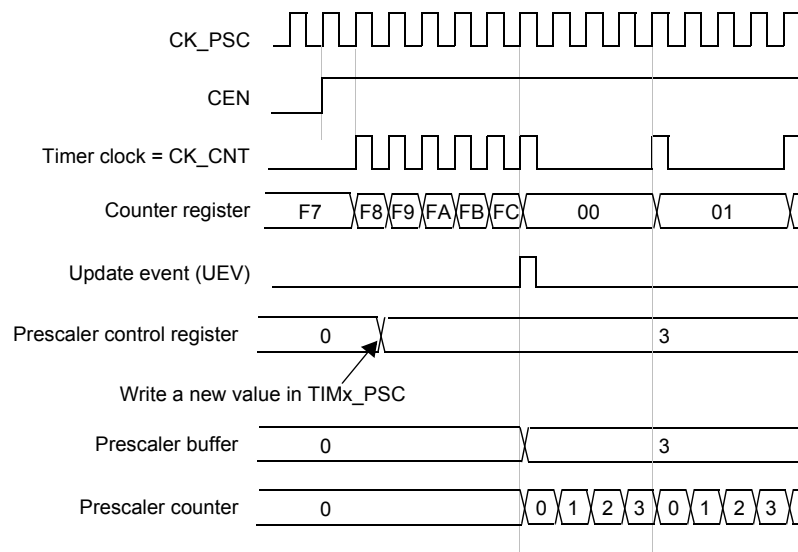 CK_PSC
CEN
Timer clock = CK_CNT
Counter register F7 F8 F9 FA FB FC 00 01
Update event (UEV)
Prescaler control register 0 3
Write a new value in TIMx_PSC
Prescaler buffer 0 3
Prescaler counter 0 0 1 2 3 0 1 2 3